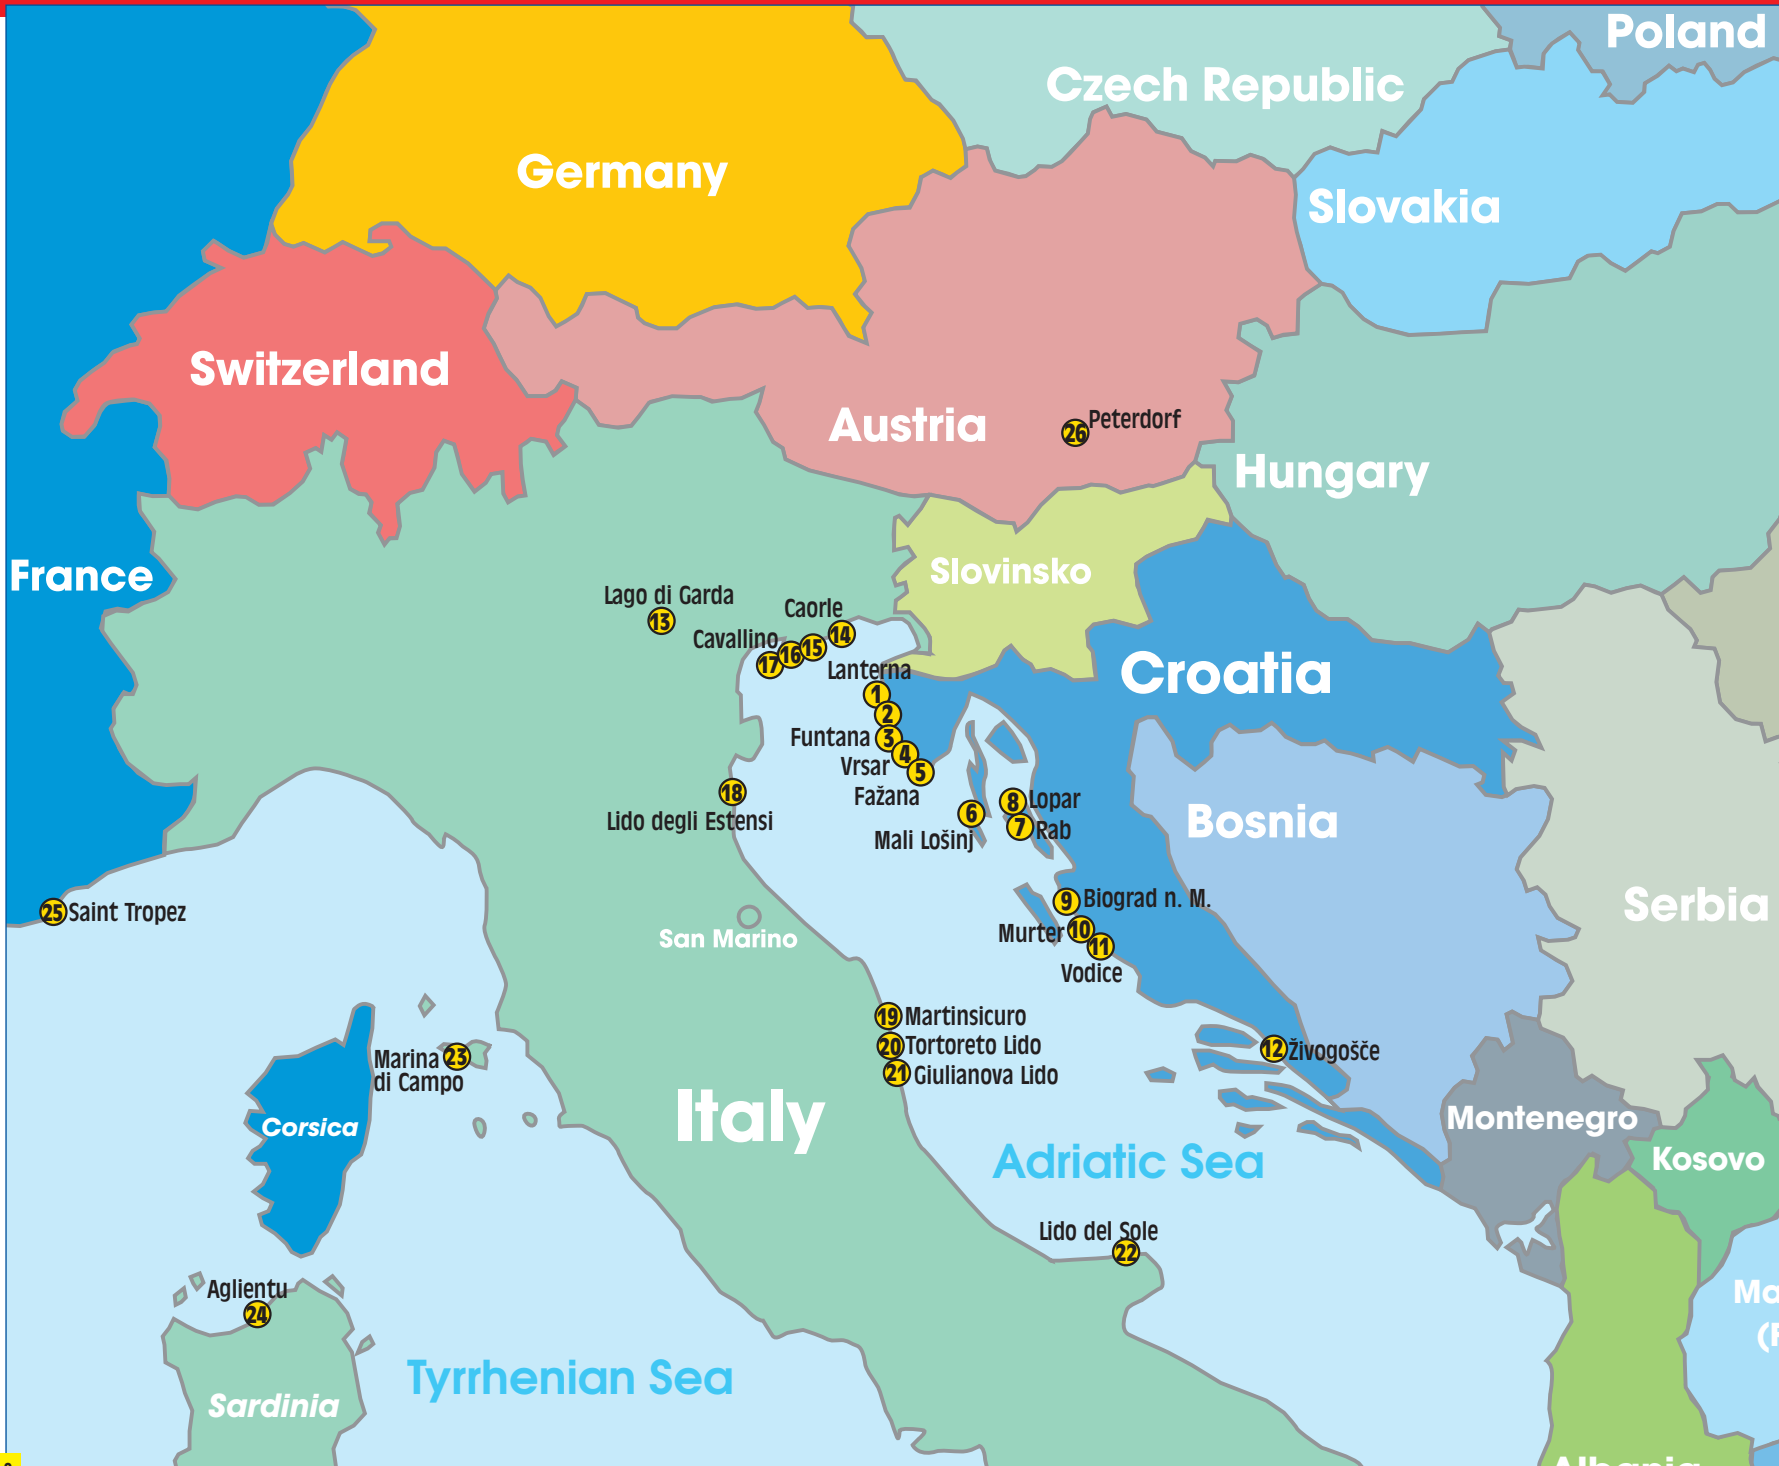 Poland
Czech Republic
Germany
Slovakia
Switzerland
Austria
26
Peterdorf
Hungary
France
Slovinsko
Lago di Garda
13
Caorle
14
Cavallino
15
16
17
Lanterna
1
2
Croatia
Funtana
3
4
Vrsar
5
Fažana
18
Lido degli Estensi
8
Lopar
6
7
Rab
Mali Lošinj
Bosnia
Serbia
9
Biograd n. M.
25
Saint Tropez
San Marino
Murter
10
11
Vodice
19
Martinsicuro
20
Tortoreto Lido
21
Giulianova Lido
12
Živogošče
Marina
di Campo
23
Corsica
Italy
Montenegro
Adriatic Sea
Kosovo
Lido del Sole
22
Aglientu
24
Ma
(F
Tyrrhenian Sea
Sardinia
Albania